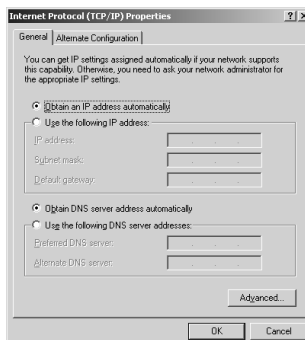 Internet Protocol (TCP/IP) Properties
General
Alternate Configuration
You can get IP settings assigned automatically if your network supports
this capability. Otherwise, you need to ask your network administrator for
the appropriate IP settings.
Obtain an IP address automatically
Use the following IP address:
IP address:
Subnet mask:
Default gateway:
Obtain DNS server address automatically
Use the following DNS server addresses:
Preferred DNS server:
Alternate DNS server:
Advanced...
OK
Cancel